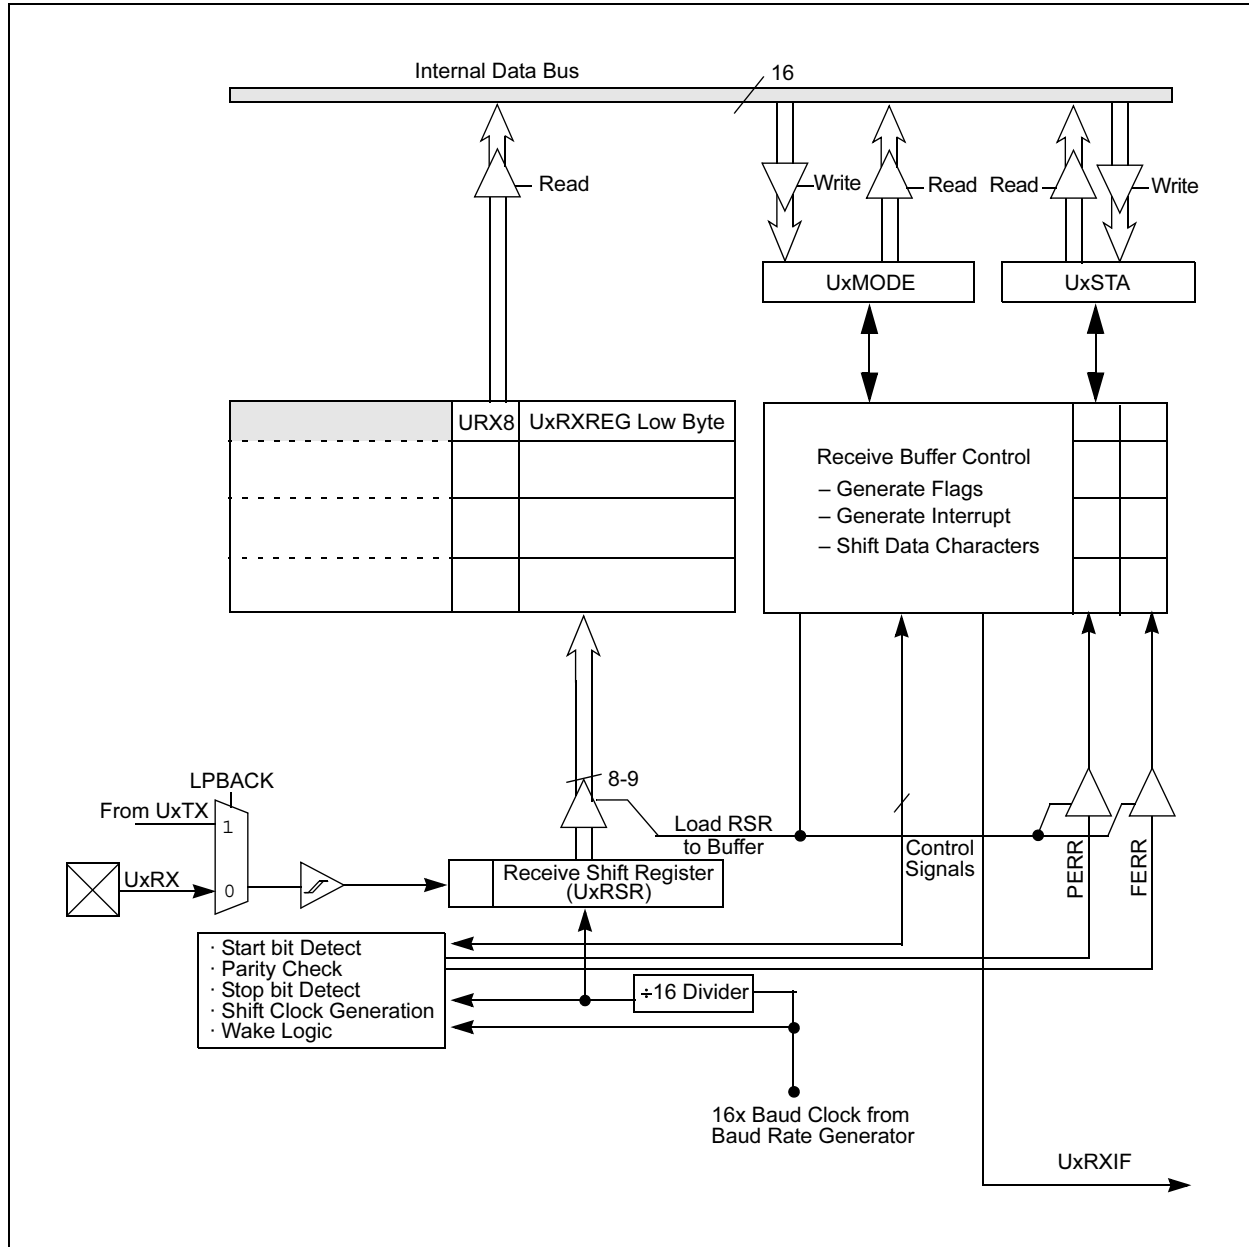 Internal Data Bus
16
Read
Write
Read
Read
Write
UxMODE
UxSTA
URX8
UxRXREG Low Byte
Receive Buffer Control
– Generate Flags
– Generate Interrupt
– Shift Data Characters
LPBACK
From UxTX
1
UxRX
0
8-9
Load RSR
to Buffer
Control
Signals
PERR
FERR
Receive Shift Register
(UxRSR)
· Start bit Detect
· Parity Check
· Stop bit Detect
· Shift Clock Generation
· Wake Logic
÷16 Divider
16x Baud Clock from
Baud Rate Generator
UxRXIF